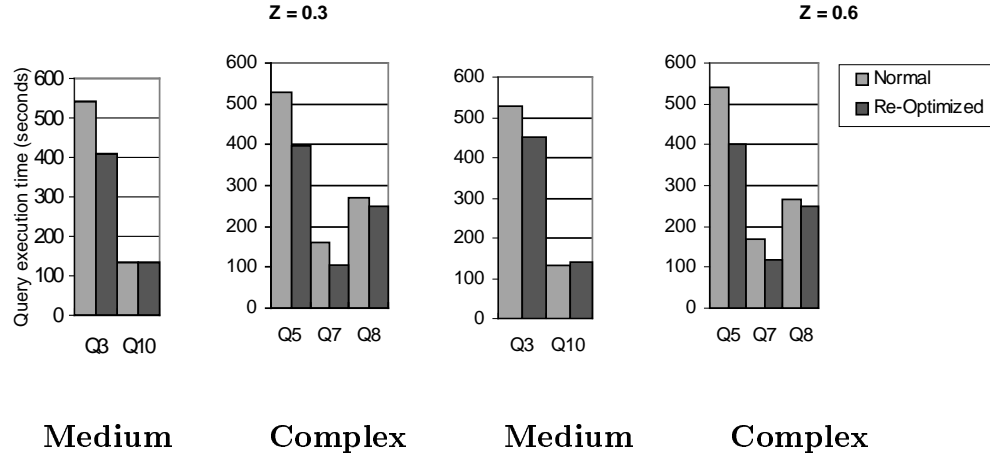 Z = 0.3
Z = 0.6
Query execution time (seconds)
600
500
400
300
200
100
0
Q3 Q10
600
500
400
300
200
100
0
Q5 Q7 Q8
600
500
400
300
200
100
0
Q3 Q10
600
500
400
300
200
100
0
Q5 Q7 Q8
Normal
Re-Optimized
Medium Complex Medium Complex